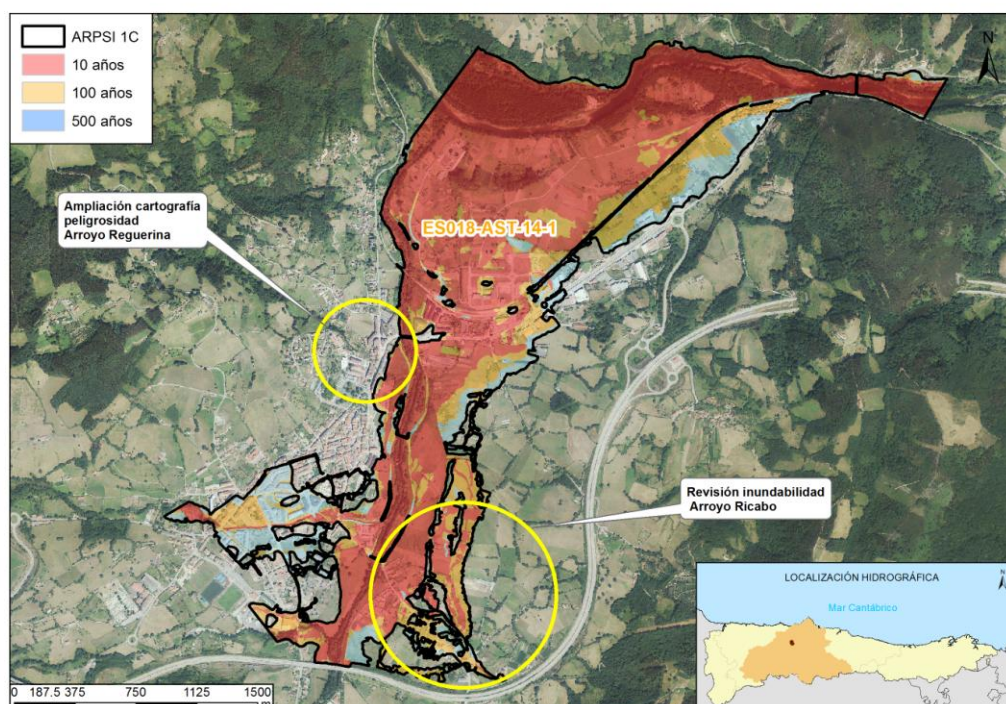 ARPSI 1C
10 años
100 años
500 años
N
Ampliación cartografía
peligrosidad
Arroyo Reguerina
ES018-AST-14-1
Revisión inundabilidad
Arroyo Ricabo
LOCALIZACIÓN HIDROGRÁFICA
Mar Cantábrico
0 187.5 375 750 1125 1500
m